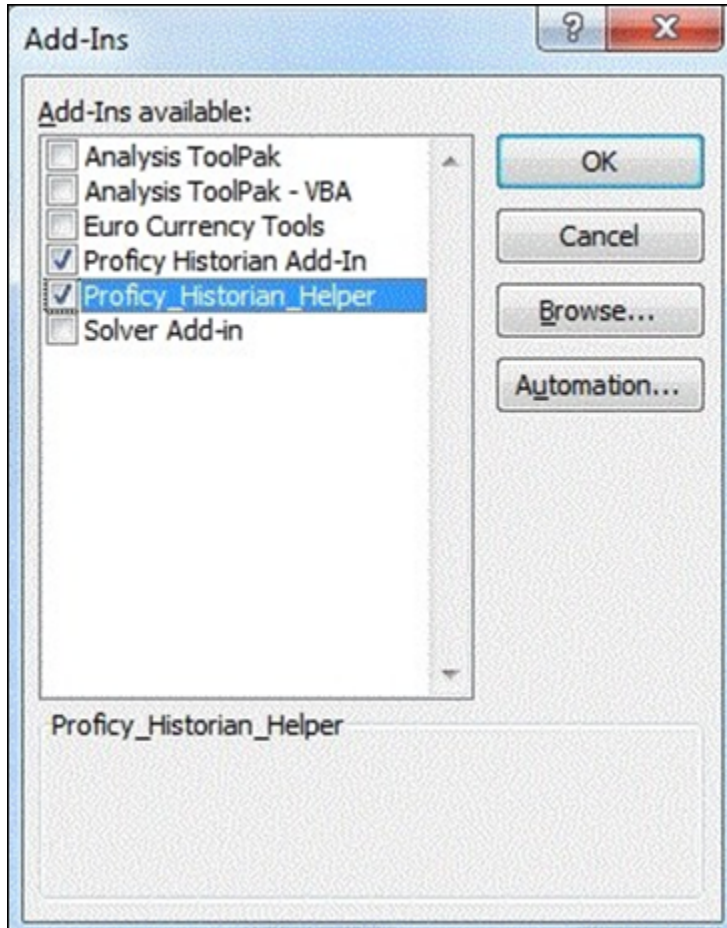 Add-Ins
Add-Ins available:
Analysis ToolPak
Analysis ToolPak - VBA
Euro Currency Tools
Proficy Historian Add-In
Proficy_Historian_Helper
Solver Add-in
OK
Cancel
Browse...
Automation...
Proficy_Historian_Helper